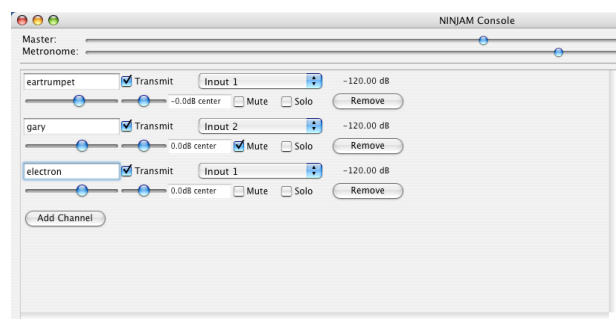 NINJAM Console
Master:
Metronome:
eartrumpet Transmit Input 1 -120.00 dB
-0.0dB center Mute Solo Remove
gary Transmit Input 2 -120.00 dB
0.0dB center Mute Solo Remove
electron Transmit Input 1 -120.00 dB
0.0dB center Mute Solo Remove
Add Channel